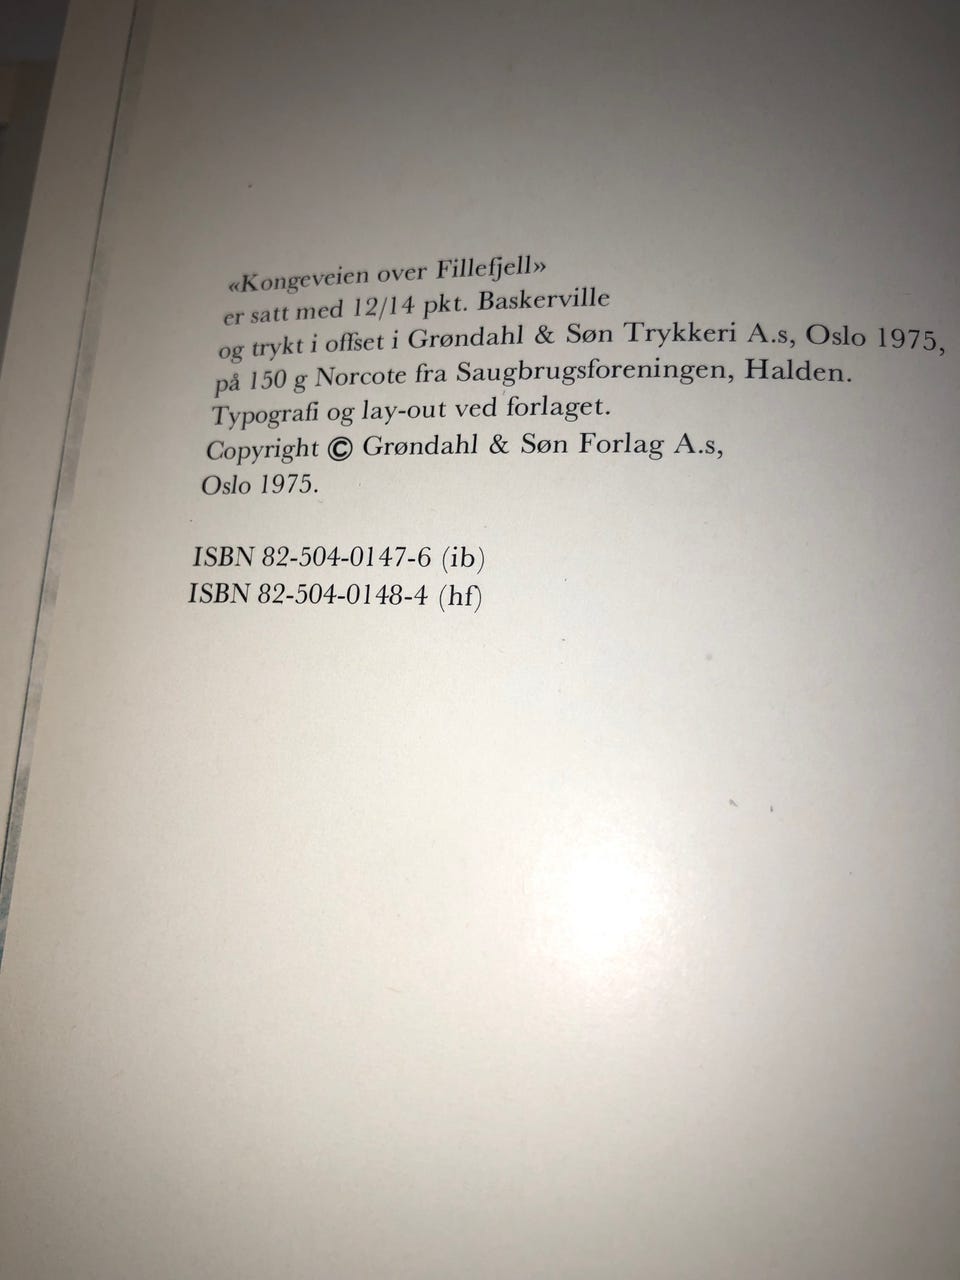 «Kongeveien over Fillefjell»
er satt med 12/14 pkt. Baskerville
og trykt i offset i Grøndahl & Søn Trykkeri A.s, Oslo 1975,
på 150 g Norcote fra Saugbrugsforeningen, Halden.
Typografi og lay-out ved forlaget.
Copyright © Grøndahl & Søn Forlag A.s,
Oslo 1975.
ISBN 82-504-0147-6 (ib)
ISBN 82-504-0148-4 (hf)